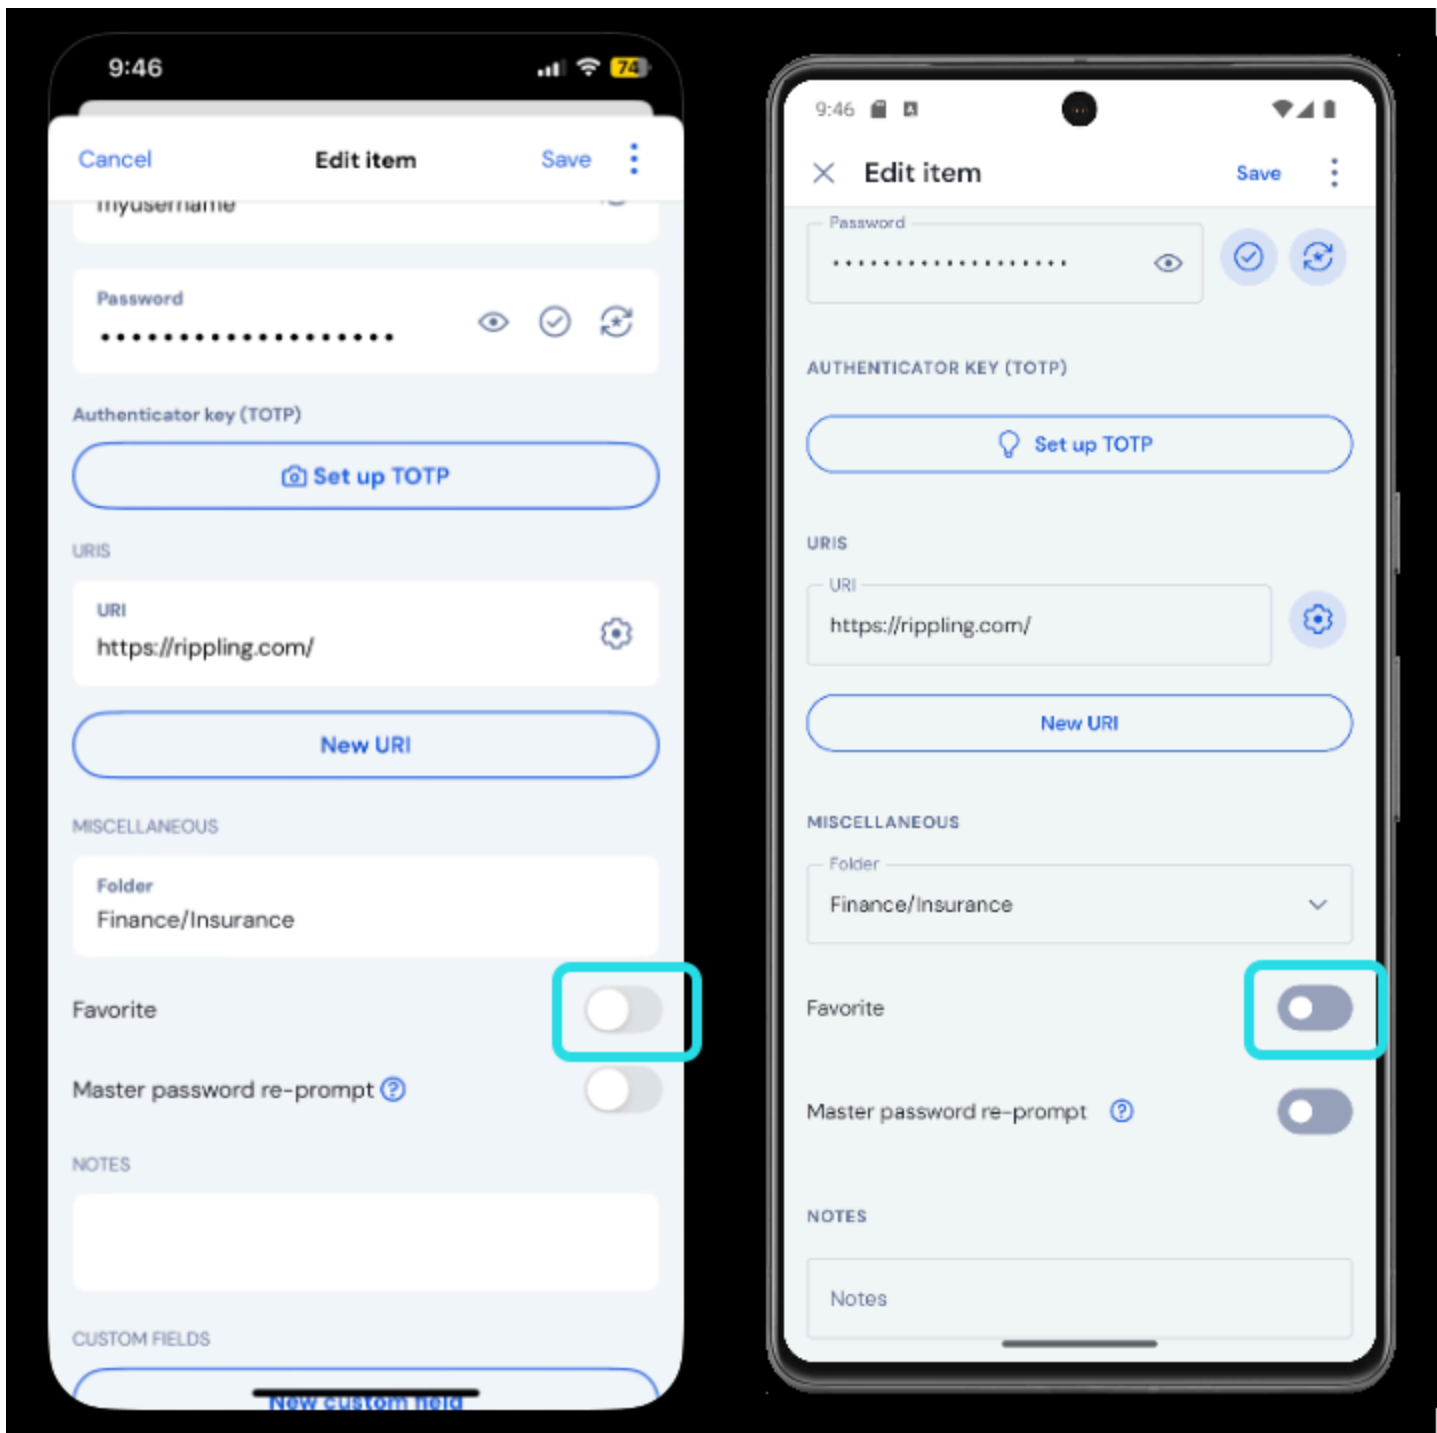 9:46
74
Cancel
Edit item
Save
myusername
Password
Authenticator key (TOTP)
Set up TOTP
URIS
URI
https://rippling.com/
New URI
MISCELLANEOUS
Folder
Finance/Insurance
Favorite
Master password re-prompt ?
NOTES
CUSTOM FIELDS
New custom field
9:46
Edit item
Save
Password
AUTHENTICATOR KEY (TOTP)
Set up TOTP
URIS
URI
https://rippling.com/
New URI
MISCELLANEOUS
Folder
Finance/Insurance
Favorite
Master password re-prompt ?
NOTES
Notes